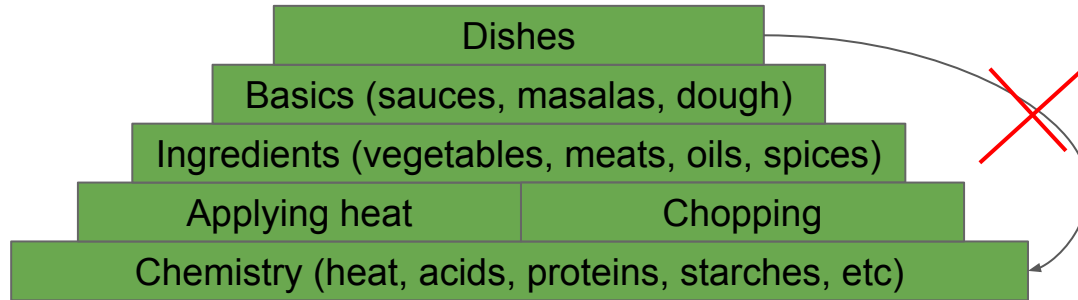 Dishes
Basics (sauces, masalas, dough)
Ingredients (vegetables, meats, oils, spices)
Applying heat
Chopping
Chemistry (heat, acids, proteins, starches, etc)